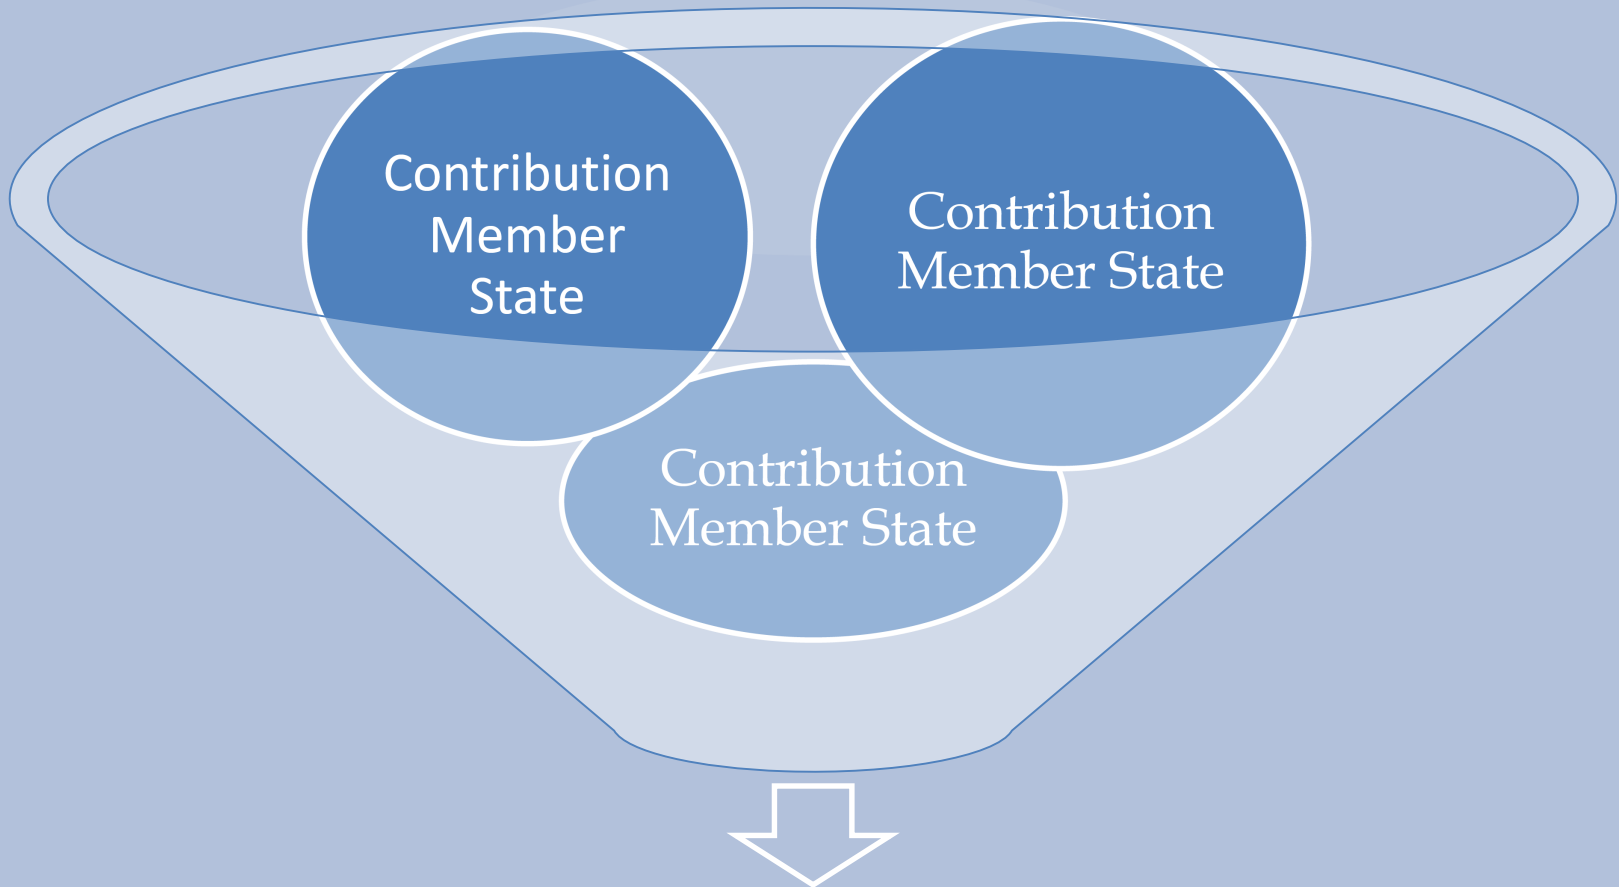 Contribution
Member
State
Contribution
Member State
Contribution
Member State